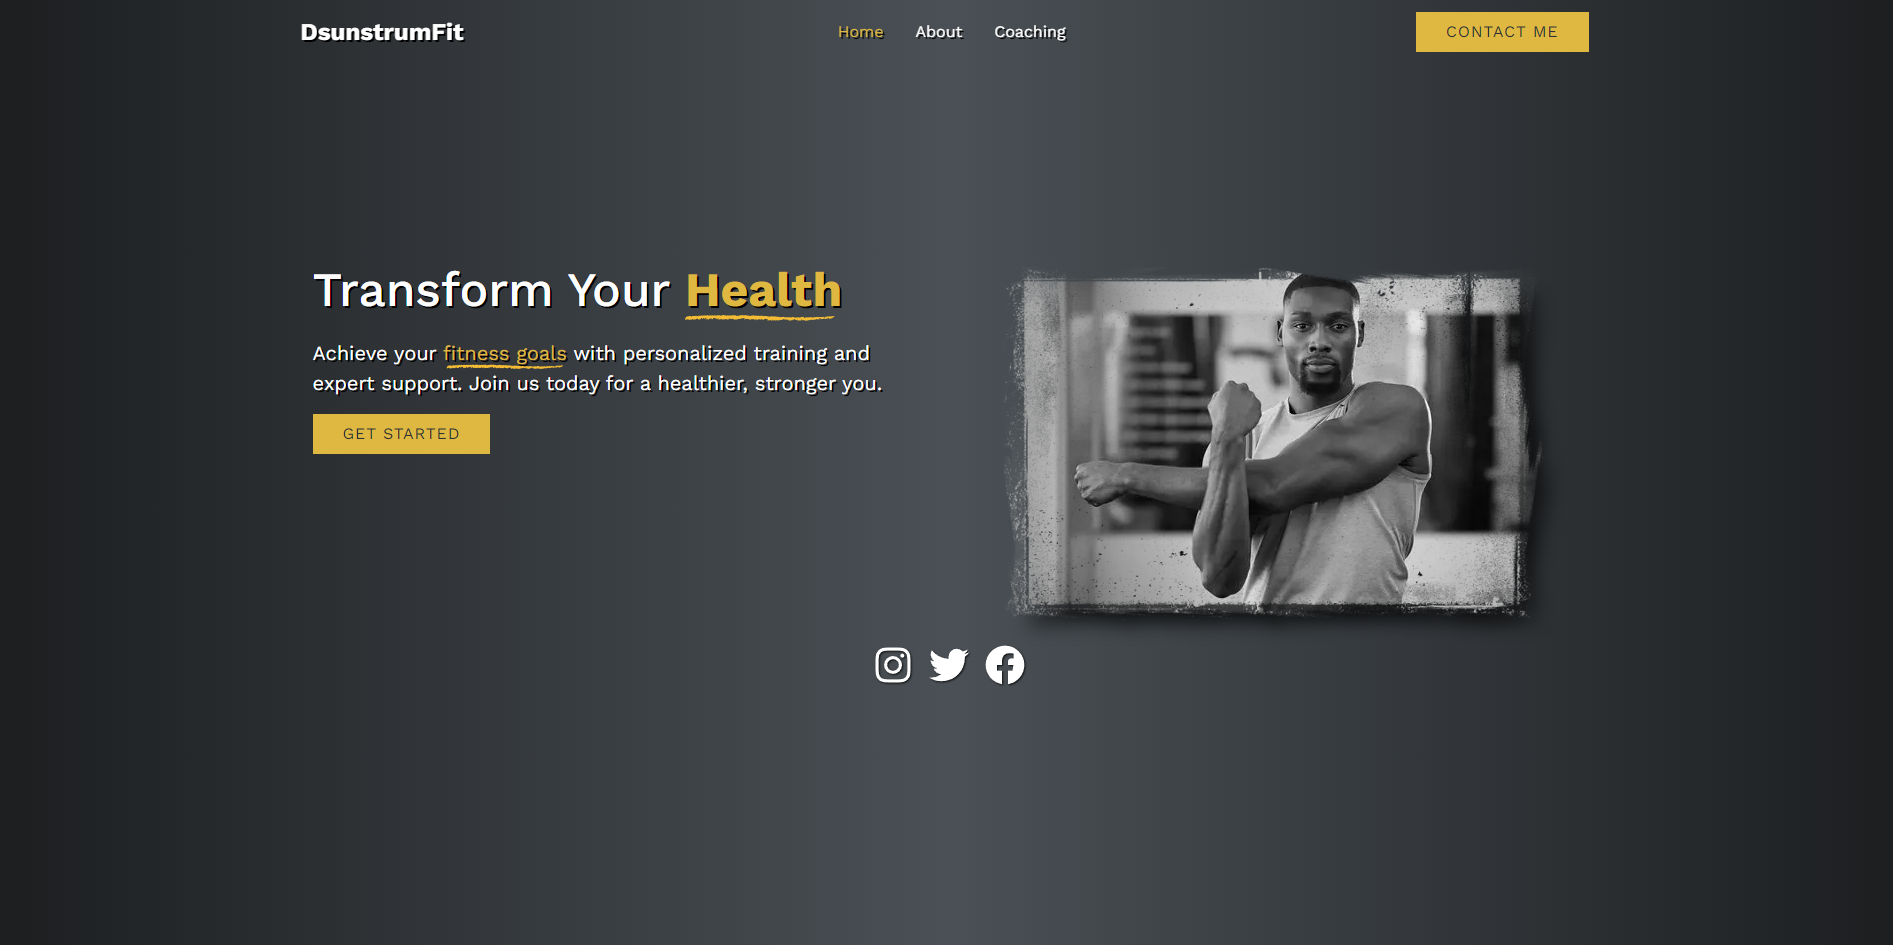 DsunstrumFit
Home About Coaching
CONTACT ME
Transform Your Health
Achieve your fitness goals with personalized training and
expert support. Join us today for a healthier, stronger you.
GET STARTED